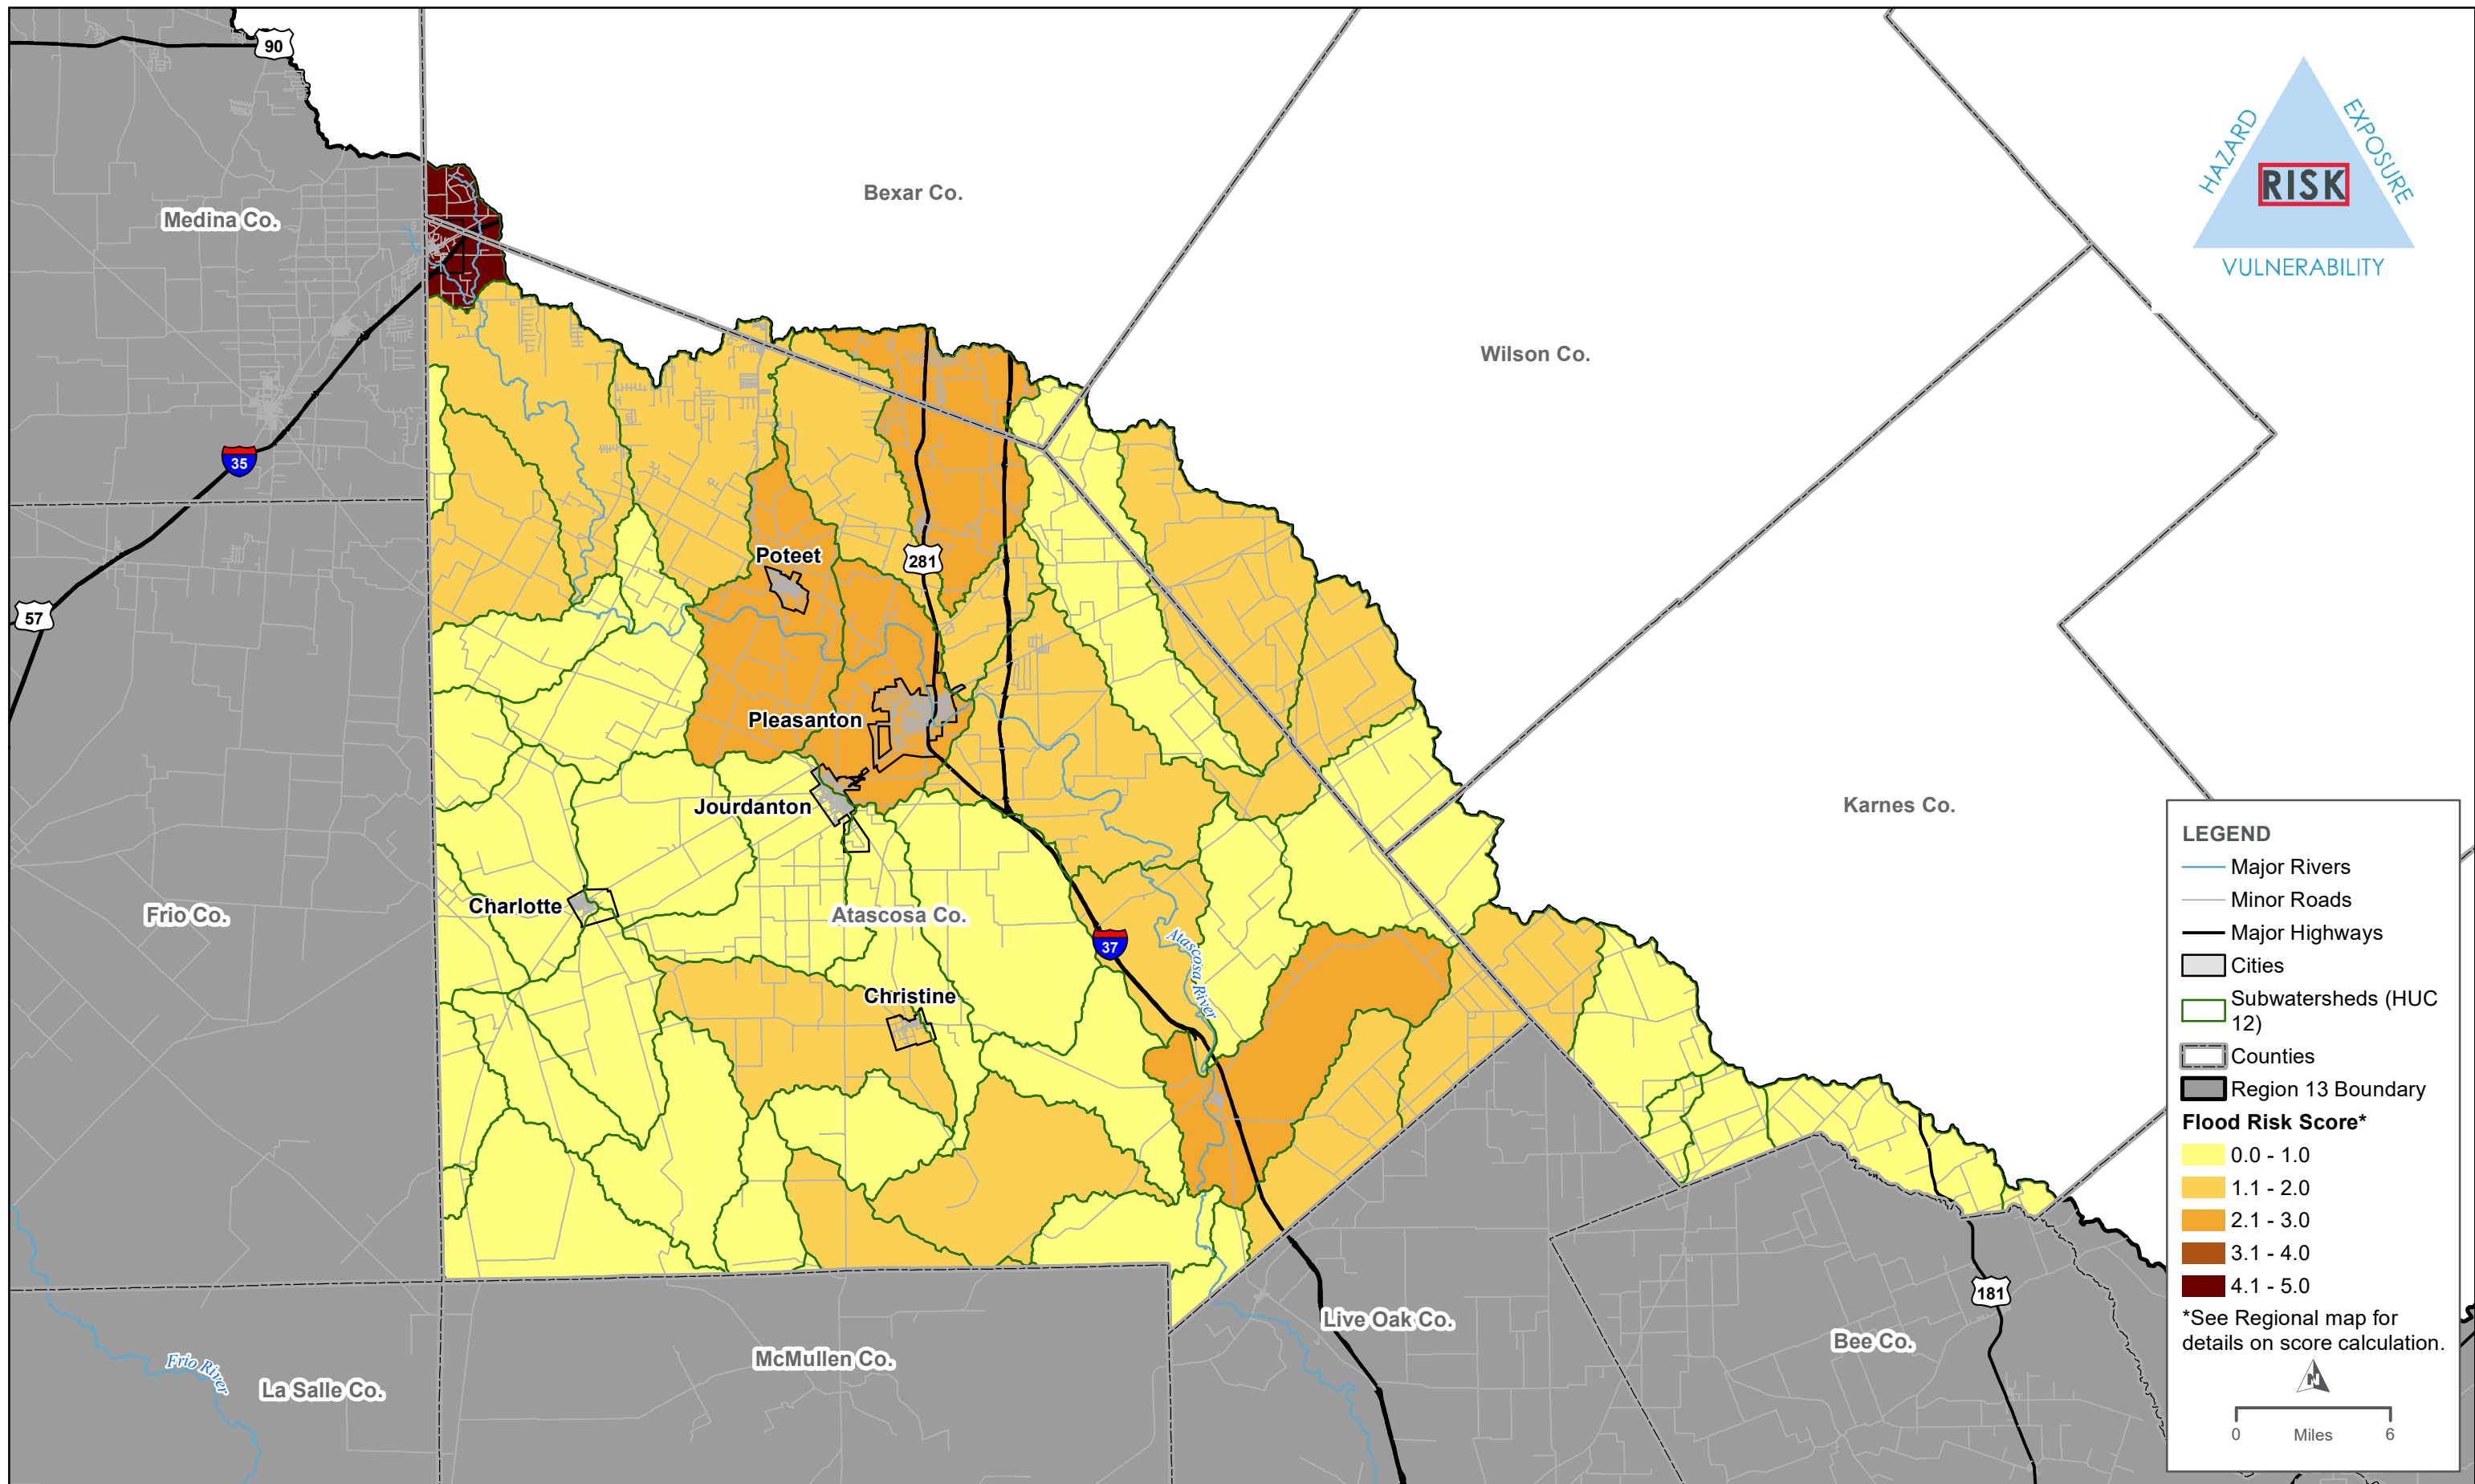 90
HAZARD
EXPOSURE
RISK
VULNERABILITY
Bexar Co.
Medina Co.
Wilson Co.
35
Poteet
281
57
Pleasanton
Jourdanton
Karnes Co.
Charlotte
Frio Co.
Atascosa Co.
37
Atascosa River
Christine
LEGEND
Major Rivers
Minor Roads
Major Highways
Cities
Subwatersheds (HUC
12)
Counties
Region 13 Boundary
Flood Risk Score*
0.0 - 1.0
1.1 - 2.0
2.1 - 3.0
3.1 - 4.0
4.1 - 5.0
*See Regional map for
details on score calculation.
N
0 Miles 6
181
Live Oak Co.
Bee Co.
McMullen Co.
Frio River
La Salle Co.